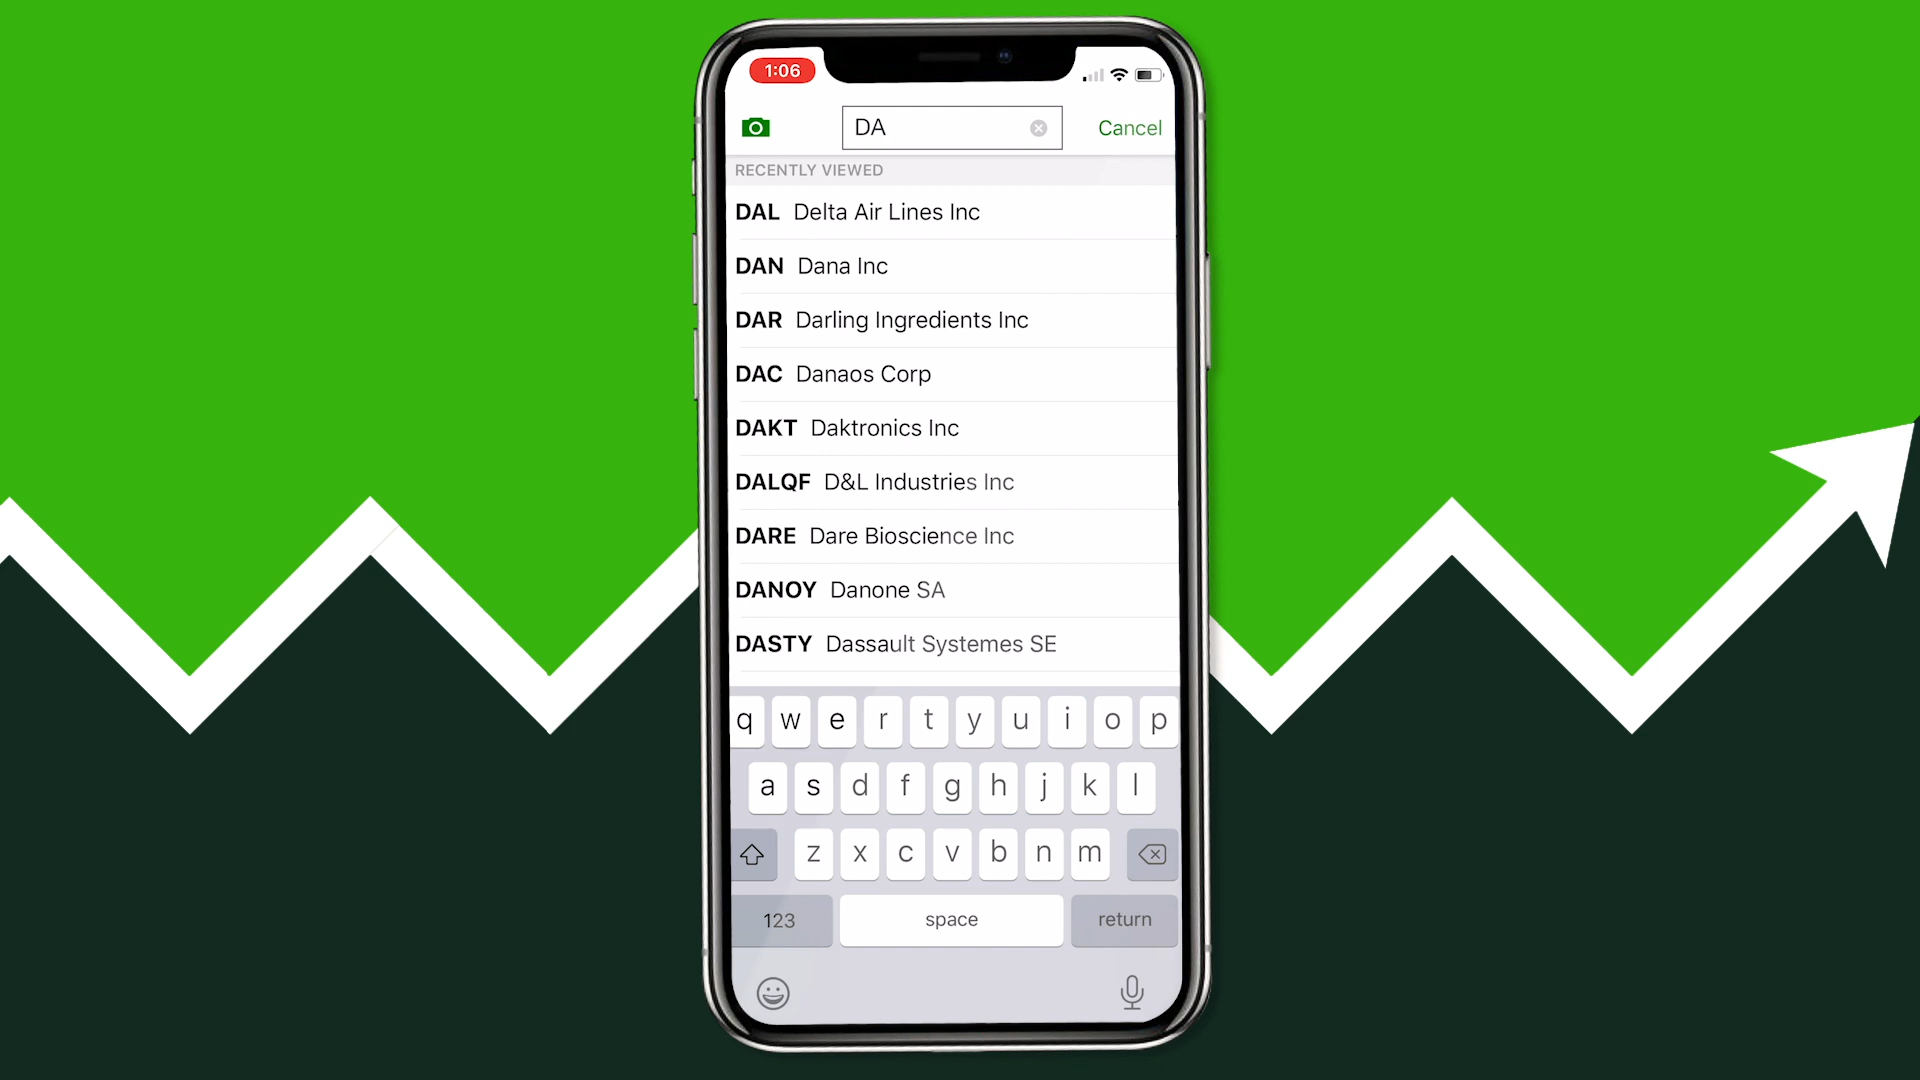 1:06
DA
Cancel
RECENTLY VIEWED
DAL Delta Air Lines Inc
DAN Dana Inc
DAR Darling Ingredients Inc
DAC Danaos Corp
DAKT Daktronics Inc
DALQF D&L Industries Inc
DARE Dare Bioscience Inc
DANOY Danone SA
DASTY Dassault Systemes SE
q w e r t y u i o p
a s d f g h j k l
z x c v b n m
123 space return